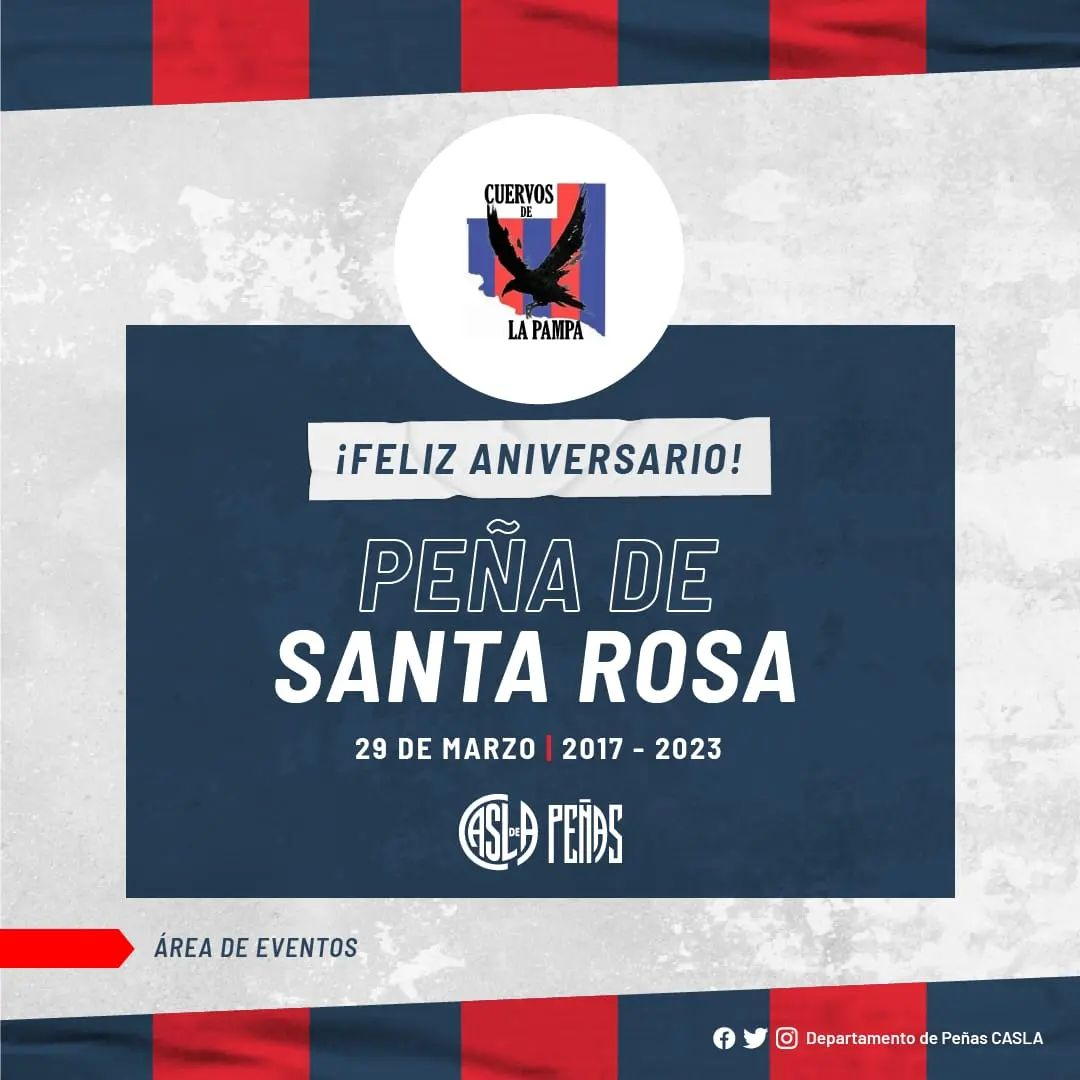 CUERVOS
DE
LA PAMPA
¡FELIZ ANIVERSARIO!
PEÑA DE
SANTA ROSA
29 DE MARZO | 2017 - 2023
CASLA DE PEÑAS
ÁREA DE EVENTOS
Departamento de Peñas CASLA